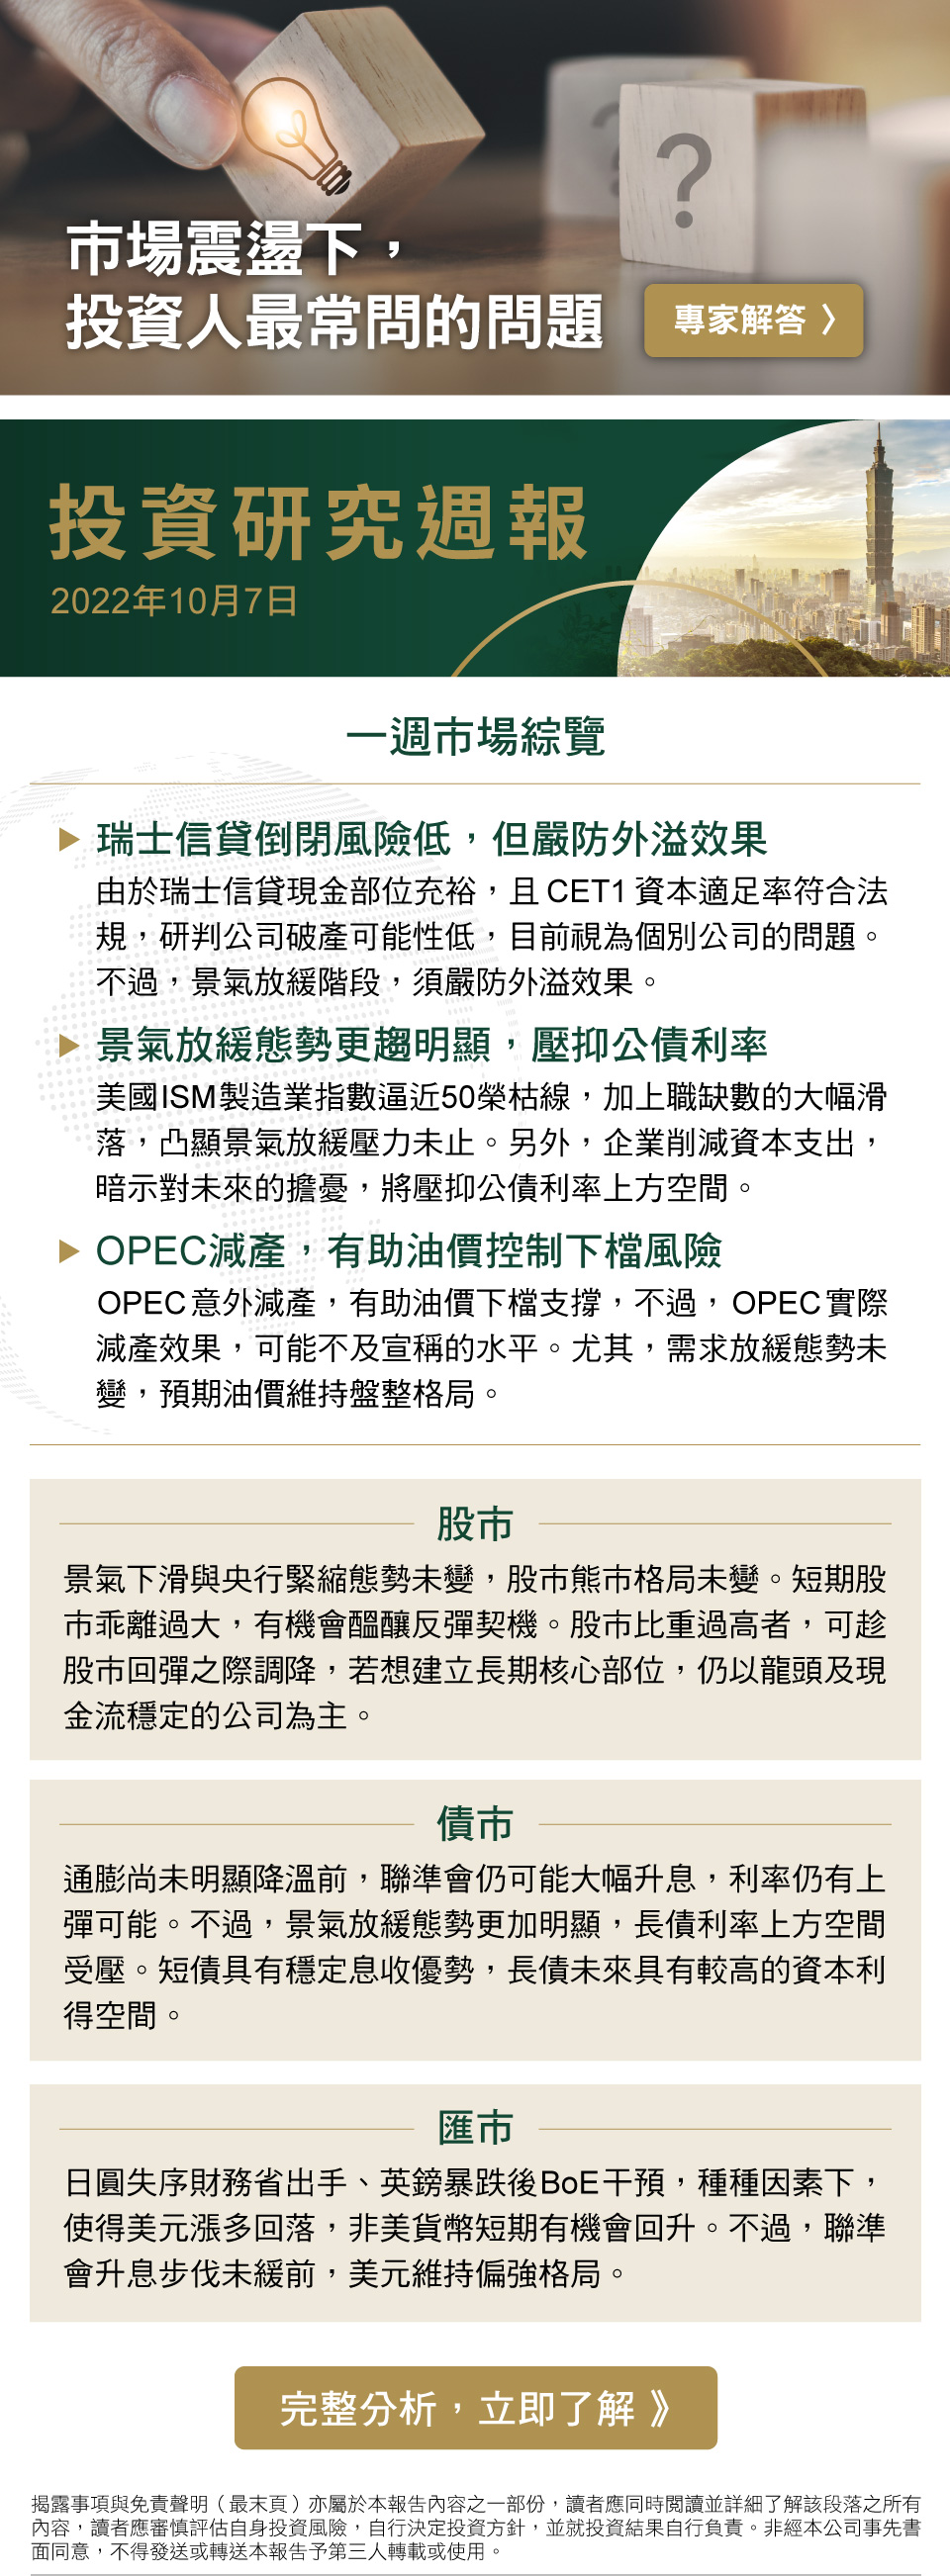 市場震盪下，
投資人最常問的問題
專家解答 〉
投資研究週報
2022年10月7日
一週市場綜覽
瑞士信貸倒閉風險低，但嚴防外溢效果
由於瑞士信貸現金部位充裕，且 CET1 資本適足率符合法
規，研判公司破產可能性低，目前視為個別公司的問題。
不過，景氣放緩階段，須嚴防外溢效果。
景氣放緩態勢更趨明顯，壓抑公債利率
美國ISM製造業指數逼近50榮枯線，加上職缺數的大幅滑
落，凸顯景氣放緩壓力未止。另外，企業削減資本支出，
暗示對未來的擔憂，將壓抑公債利率上方空間。
OPEC減產，有助油價控制下檔風險
OPEC意外減產，有助油價下檔支撐，不過，OPEC實際
減產效果，可能不及宣稱的水平。尤其，需求放緩態勢未
變，預期油價維持盤整格局。
股市
景氣下滑與央行緊縮態勢未變，股市熊市格局未變。短期股
市乖離過大，有機會醞釀反彈契機。股市比重過高者，可趁
股市回彈之際調降，若想建立長期核心部位，仍以龍頭及現
金流穩定的公司為主。
債市
通膨尚未明顯降溫前，聯準會仍可能大幅升息，利率仍有上
彈可能。不過，景氣放緩態勢更加明顯，長債利率上方空間
受壓。短債具有穩定息收優勢，長債未來具有較高的資本利
得空間。
匯市
日圓失序財務省出手、英鎊暴跌後BoE干預，種種因素下，
使得美元漲多回落，非美貨幣短期有機會回升。不過，聯準
會升息步伐未緩前，美元維持偏強格局。
完整分析，立即了解 》
揭露事項與免責聲明（最末頁）亦屬於本報告內容之一部份，讀者應同時閱讀並詳細了解該段落之所有
內容，讀者應審慎評估自身投資風險，自行決定投資方針，並就投資結果自行負責。非經本公司事先書
面同意，不得發送或轉送本報告予第三人轉載或使用。